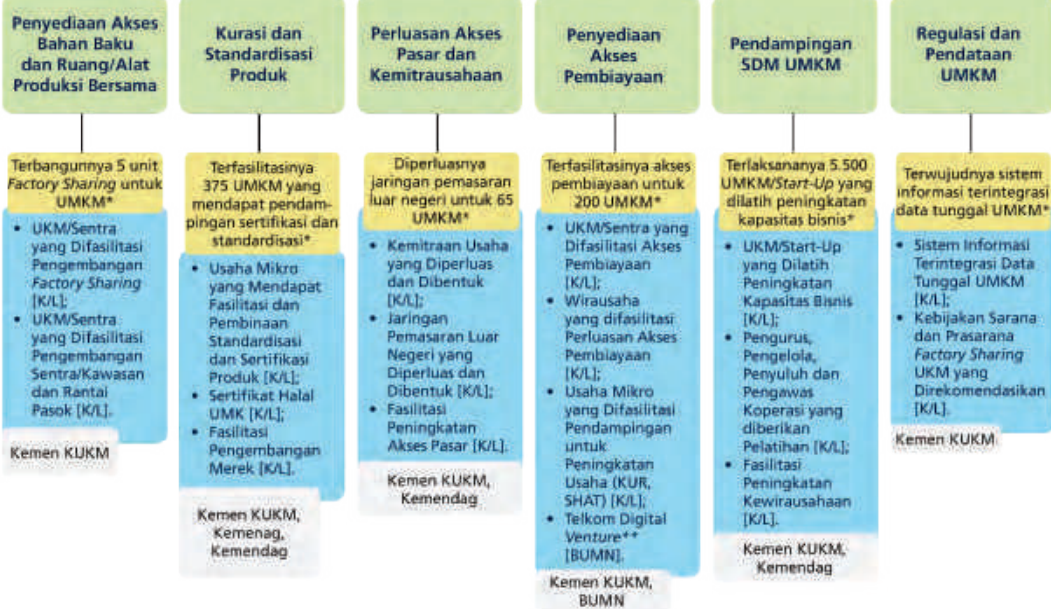 Penyediaan Akses
Bahan Baku
dan Ruang/Alat
Produksi Bersama
Terbangunnya 5 unit
Factory Sharing untuk
UMKM*
• UKM/Sentra
yang Difasilitasi
Pengembangan
Factory Sharing
[K/L];
• UKM/Sentra
yang Difasilitasi
Pengembangan
Sentra/Kawasan
dan Rantai
Pasok [K/L].
Kemen KUKM
Kurasi dan
Standardisasi
Produk
Terfasilitasinya
375 UMKM yang
mendapat pendam-
pingan sertifikasi dan
standardisasi*
• Usaha Mikro
yang Mendapat
Fasilitasi dan
Pembinaan
Standardisasi
dan Sertifikasi
Produk [K/L];
• Sertifikat Halal
UMK [K/L];
• Fasilitasi
Pengembangan
Merek [K/L].
Kemen KUKM,
Kemenag,
Kemendag
Perluasan Akses
Pasar dan
Kemitrausahaan
Diperluasnya
jaringan pemasaran
luar negeri untuk 65
UMKM*
• Kemitraan Usaha
yang Diperluas
dan Dibentuk
[K/L];
• Jaringan
Pemasaran Luar
Negeri yang
Diperluas dan
Dibentuk [K/L];
• Fasilitasi
Peningkatan
Akses Pasar [K/L].
Kemen KUKM,
Kemendag
Penyediaan
Akses
Pembiayaan
Terfasilitasinya akses
pembiayaan untuk
200 UMKM*
• UKM/Sentra yang
Difasilitasi Akses
Pembiayaan
[K/L];
• Wirausaha
yang difasilitasi
Perluasan Akses
Pembiayaan
[K/L];
• Usaha Mikro
yang Difasilitasi
Pendampingan
untuk
Peningkatan
Usaha (KUR,
SHAT) [K/L];
• Telkom Digital
Venture**
[BUMN].
Kemen KUKM,
BUMN
Pendampingan
SDM UMKM
Terlaksananya 5.500
UMKM/Start-Up yang
dilatih peningkatan
kapasitas bisnis*
• UKM/Start-Up
yang Dilatih
Peningkatan
Kapasitas Bisnis
[K/L];
• Pengurus,
Pengelola,
Penyuluh dan
Pengawas
Koperasi yang
diberikan
Pelatihan [K/L];
• Fasilitasi
Peningkatan
Kewirausahaan
[K/L].
Kemen KUKM,
Kemendag
Regulasi dan
Pendataan
UMKM
Terwujudnya sistem
informasi terintegrasi
data tunggal UMKM*
• Sistem Informasi
Terintegrasi Data
Tunggal UMKM
[K/L];
• Kebijakan Sarana
dan Prasarana
Factory Sharing
UKM yang
Direkomendasikan
[K/L].
Kemen KUKM